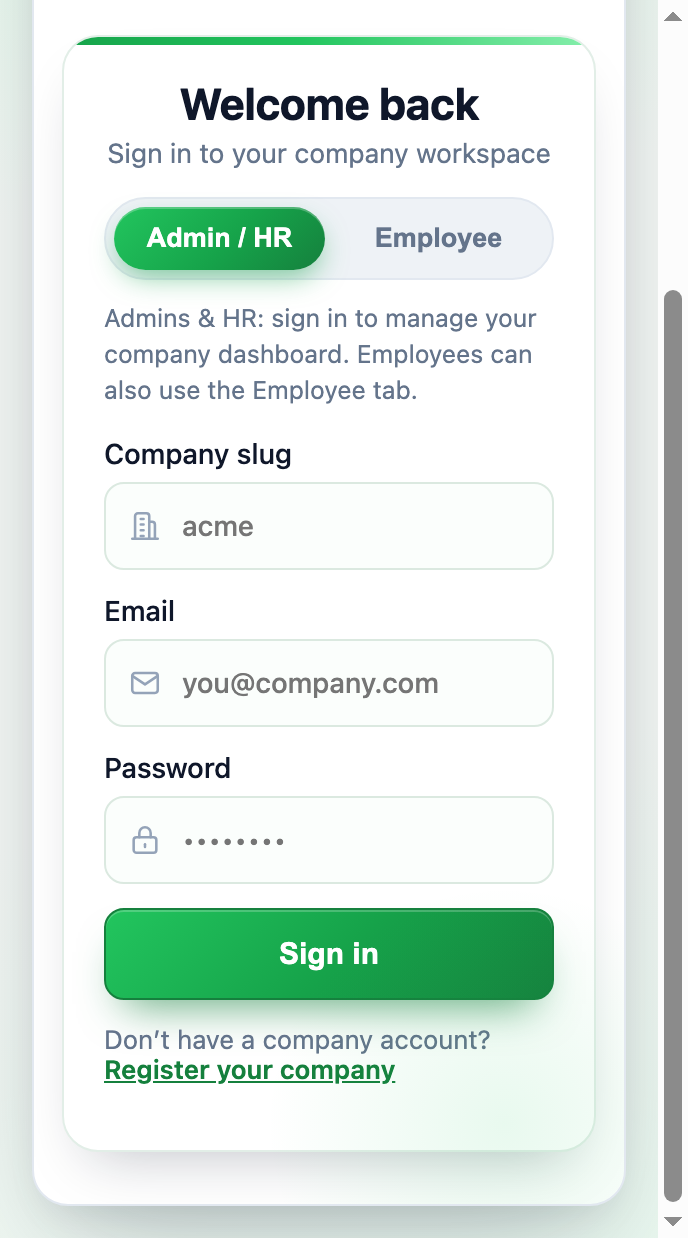 Welcome back
Sign in to your company workspace
Admin / HR
Employee
Admins & HR: sign in to manage your
company dashboard. Employees can
also use the Employee tab.
Company slug
acme
Email
you@company.com
Password
••••••••
Sign in
Don’t have a company account?
Register your company